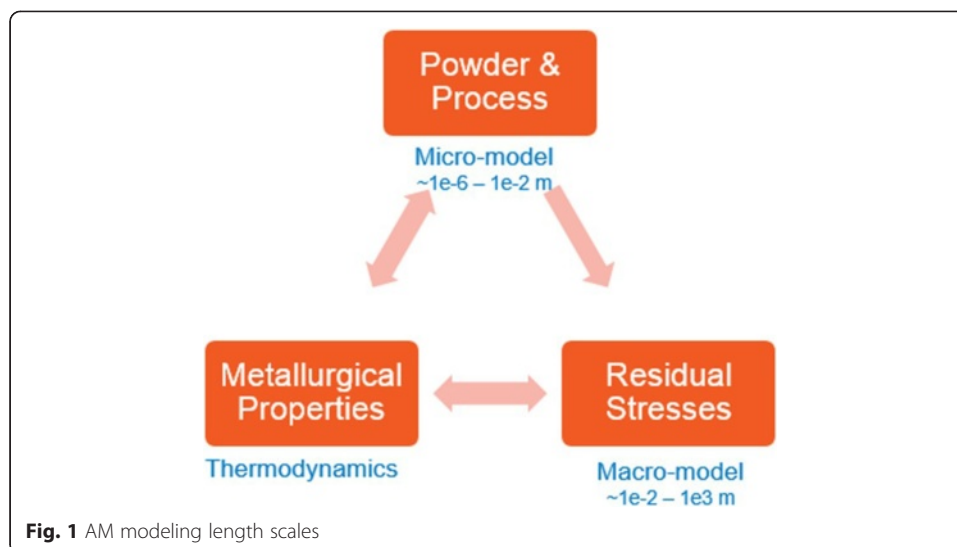 Powder &
Process
Micro-model
~1e-6 – 1e-2 m
Metallurgical
Properties
Thermodynamics
Residual
Stresses
Macro-model
~1e-2 – 1e3 m
Fig. 1 AM modeling length scales